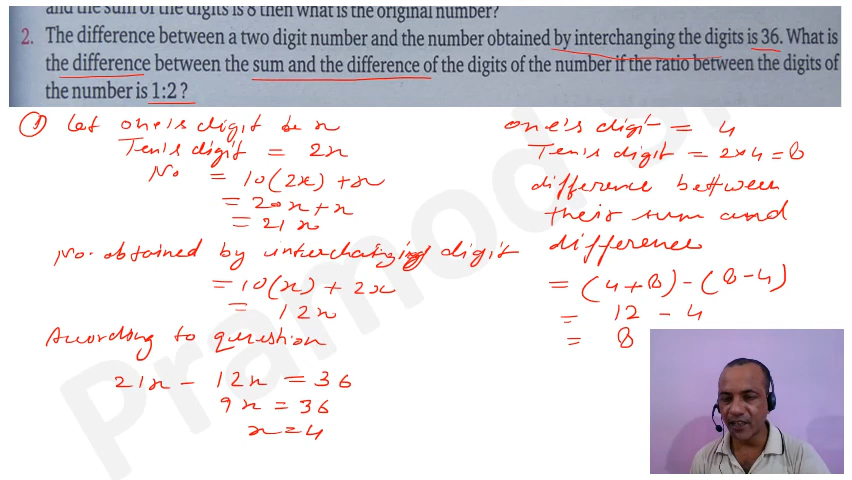 and the sum of the digits is 8 then what is the original number?
2. The difference between a two digit number and the number obtained by interchanging the digits is 36. What is
the difference between the sum and the difference of the digits of the number if the ratio between the digits of
the number is 1:2?
① Let one's digit be x
Ten's digit = 2x
No = 10(2x)+x
= 20x+x
= 21x
No. obtained by interchanging digit
= 10(x) + 2x
= 12x
According to question
21x - 12x = 36
9x = 36
x = 4
one's digit = 4
Ten's digit = 2×4=8
difference between
their sum and
difference
= (4+8) - (8-4)
= 12 - 4
= 8
Pramod